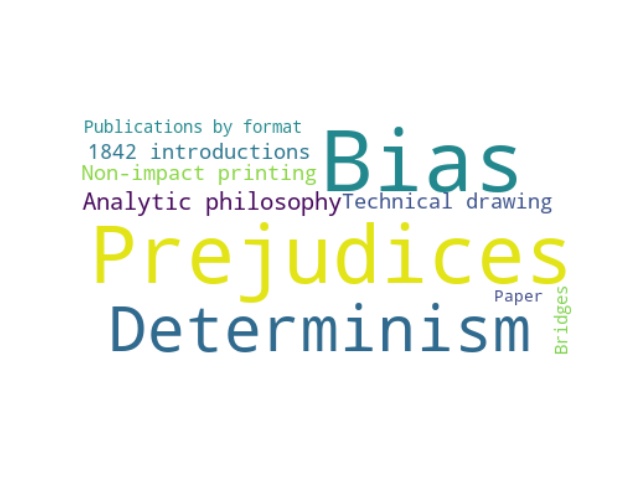 Publications by format
1842 introductions
Non-impact printing
Bias
Analytic philosophy
Technical drawing
Prejudices
Paper
Bridges
Determinism